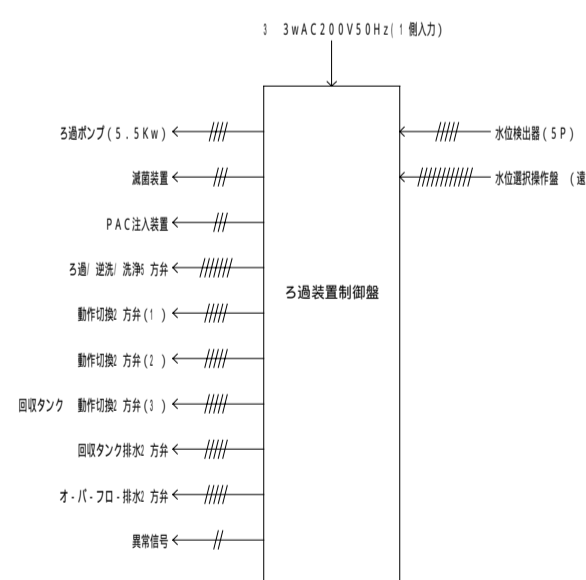 3 3wAC200V50Hz(1側入力)
ろ過ポンプ(5.5Kw)
水位検出器(5P)
滅菌装置
水位選択操作盤 (遠
PAC注入装置
ろ過/逆洗/洗浄5方弁
ろ過装置制御盤
動作切換2方弁(1)
動作切換2方弁(2)
回収タンク 動作切換2方弁(3)
回収タンク排水2方弁
オ-バ-フロ-排水2方弁
異常信号